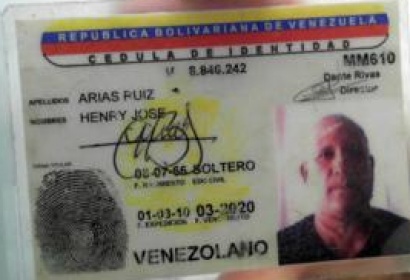 REPUBLICA BOLIVARIANA DE VENEZUELA
CEDULA DE IDENTIDAD
V 8.846.242 MM610
Dante Rivas
Director
APELLIDOS ARIAS RUIZ
NOMBRES HENRY JOSE
08-07-66 SOLTERO
F. NACIMIENTO EDO CIVIL
01-03-10 03-2020
F. EXPEDICION F. VENCIMIENTO
VENEZOLANO